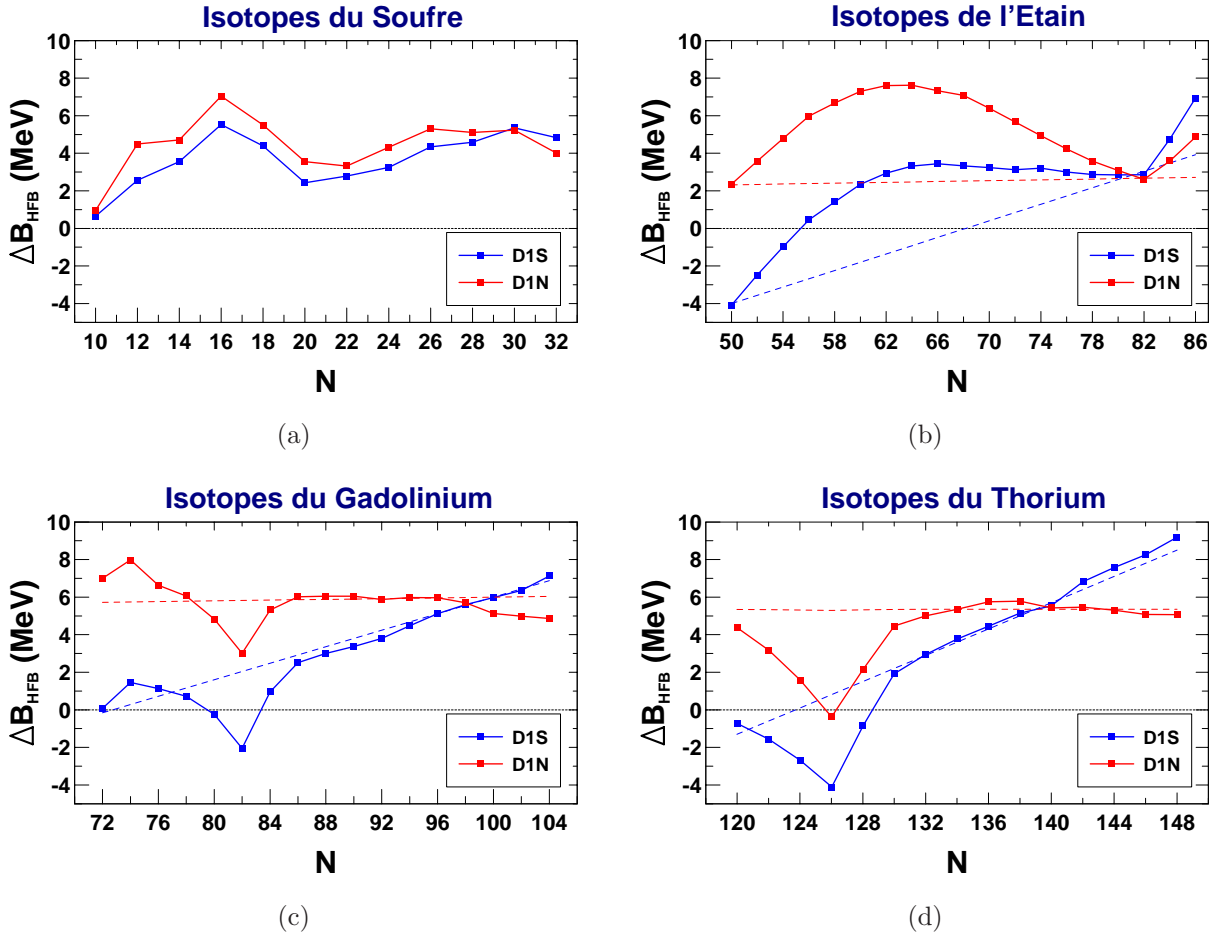 Isotopes du Soufre
10
8
6
4
2
0
-2
-4
ΔB_HFB (MeV)
D1S
D1N
10 12 14 16 18 20 22 24 26 28 30 32
N
(a)
Isotopes de l'Etain
10
8
6
4
2
0
-2
-4
ΔB_HFB (MeV)
D1S
D1N
50 54 58 62 66 70 74 78 82 86
N
(b)
Isotopes du Gadolinium
10
8
6
4
2
0
-2
-4
ΔB_HFB (MeV)
D1S
D1N
72 76 80 84 88 92 96 100 104
N
(c)
Isotopes du Thorium
10
8
6
4
2
0
-2
-4
ΔB_HFB (MeV)
D1S
D1N
120 124 128 132 136 140 144 148
N
(d)